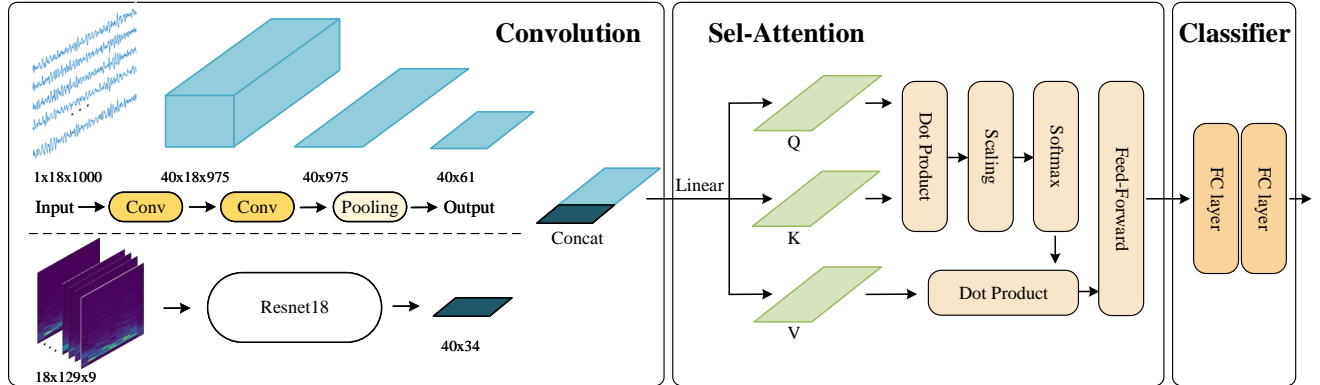 Convolution
1x18x1000
40x18x975
40x975
40x61
Input
Conv
Conv
Pooling
Output
Concat
Resnet18
18x129x9
40x34
Sel-Attention
Linear
Q
K
V
Dot Product
Scaling
Softmax
Feed-Forward
Dot Product
Classifier
FC layer
FC layer